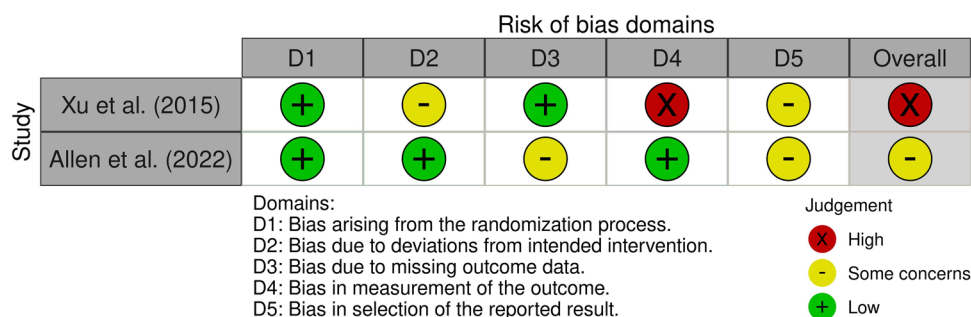 Risk of bias domains
D1 D2 D3 D4 D5 Overall
Study
Xu et al. (2015) + - + X - X
Allen et al. (2022) + + - + - -
Domains:
D1: Bias arising from the randomization process.
D2: Bias due to deviations from intended intervention.
D3: Bias due to missing outcome data.
D4: Bias in measurement of the outcome.
D5: Bias in selection of the reported result.
Judgement
X High
- Some concerns
+ Low